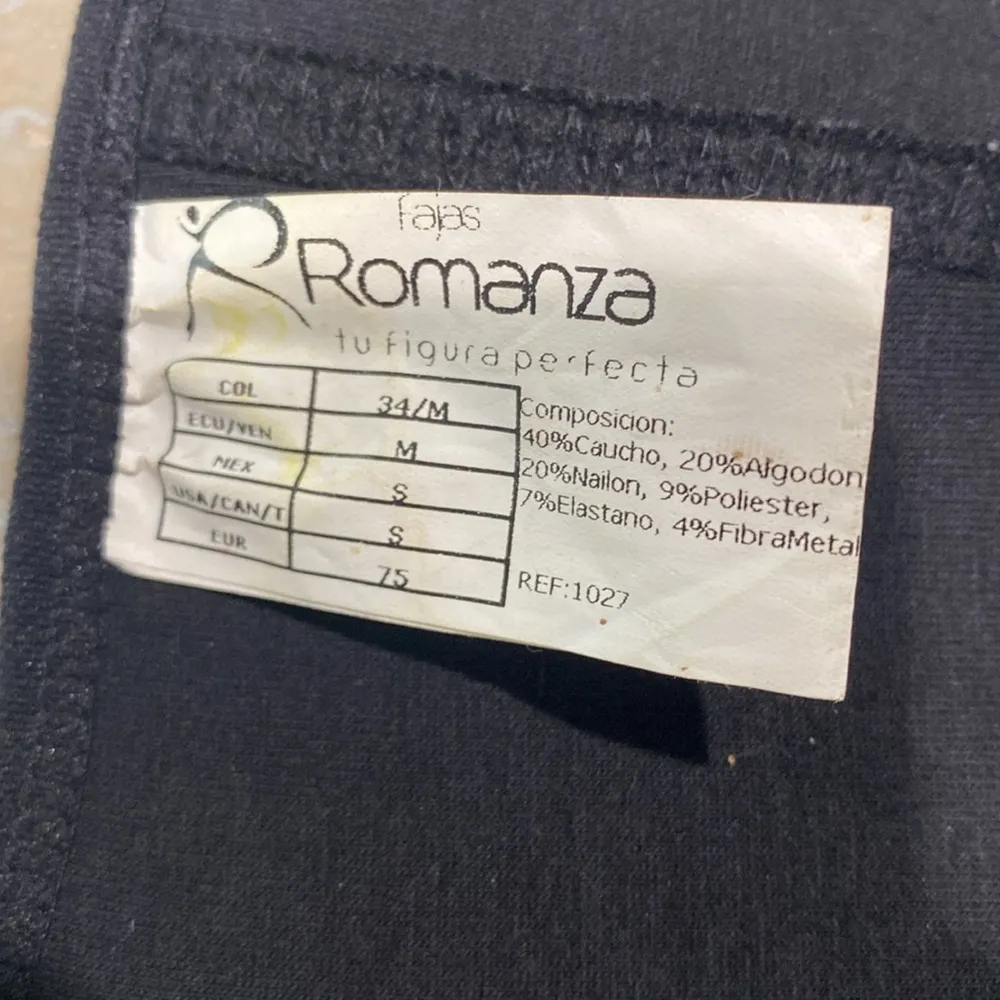 fajas
Romanza
tu figura perfecta
COL 34/M
ECU/VEN M
MEX S
USA/CAN/T S
EUR 75
Composicion:
40%Caucho, 20%Algodon
20%Nailon, 9%Poliester,
7%Elastano, 4%FibraMetal
REF:1027